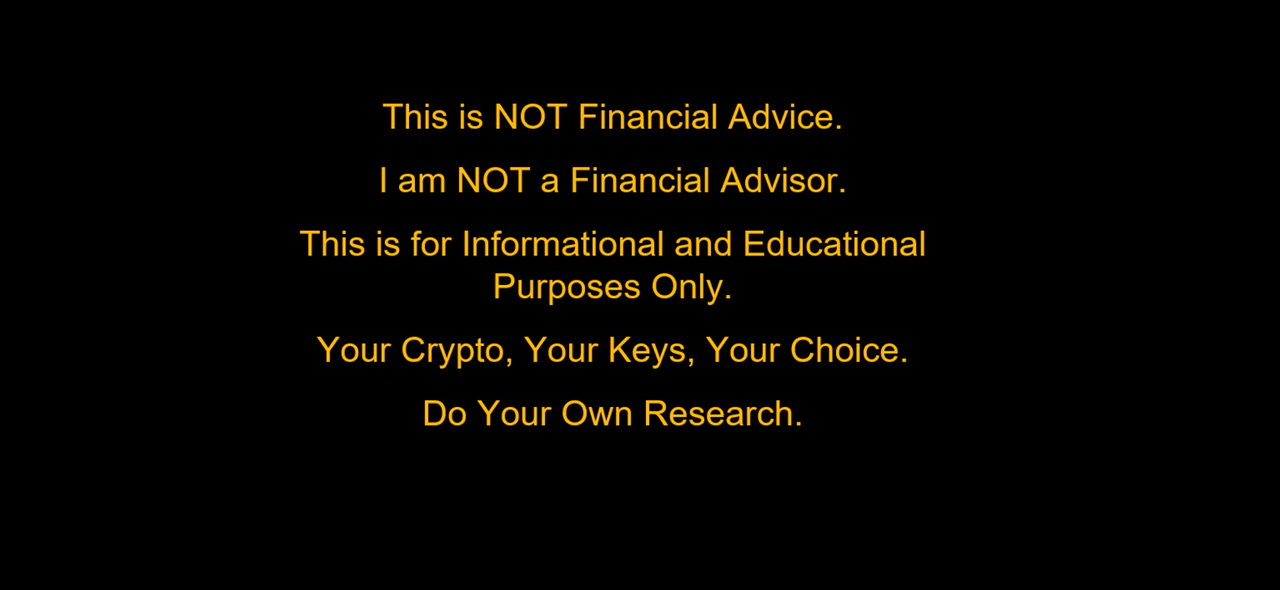 This is NOT Financial Advice.
I am NOT a Financial Advisor.
This is for Informational and Educational
Purposes Only.
Your Crypto, Your Keys, Your Choice.
Do Your Own Research.